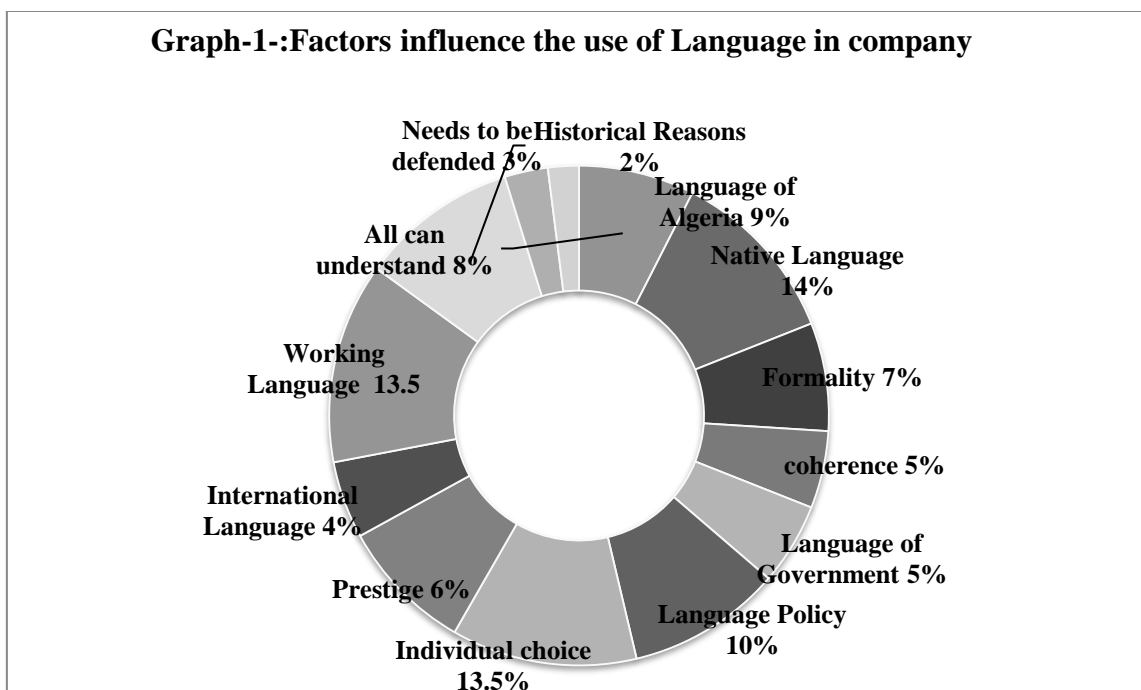 Graph-1-:Factors influence the use of Language in company
Needs to be
defended 3%
Historical Reasons
2%
Language of
Algeria 9%
All can
understand 8%
Native Language
14%
Working
Language 13.5
Formality 7%
coherence 5%
International
Language 4%
Language of
Government 5%
Prestige 6%
Language Policy
10%
Individual choice
13.5%